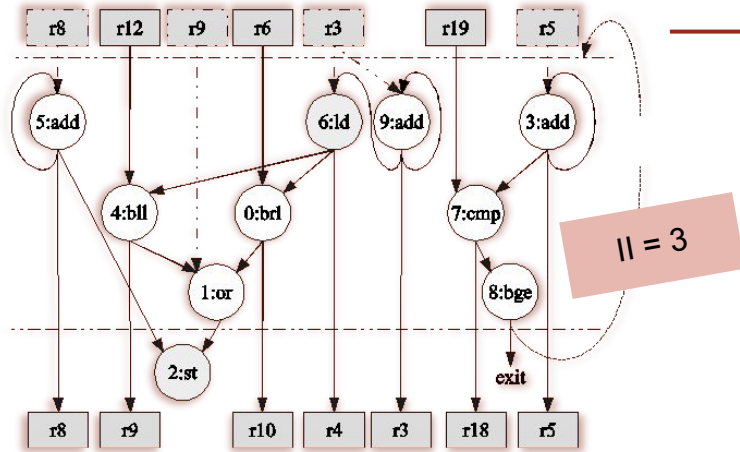 r8 r12 r9 r6 r3 r19 r5
5:add 6:ld 9:add 3:add
4:bll 0:brl 7:cmp
II = 3
1:or 8:bge
2:st
exit
r8 r9 r10 r4 r3 r18 r5